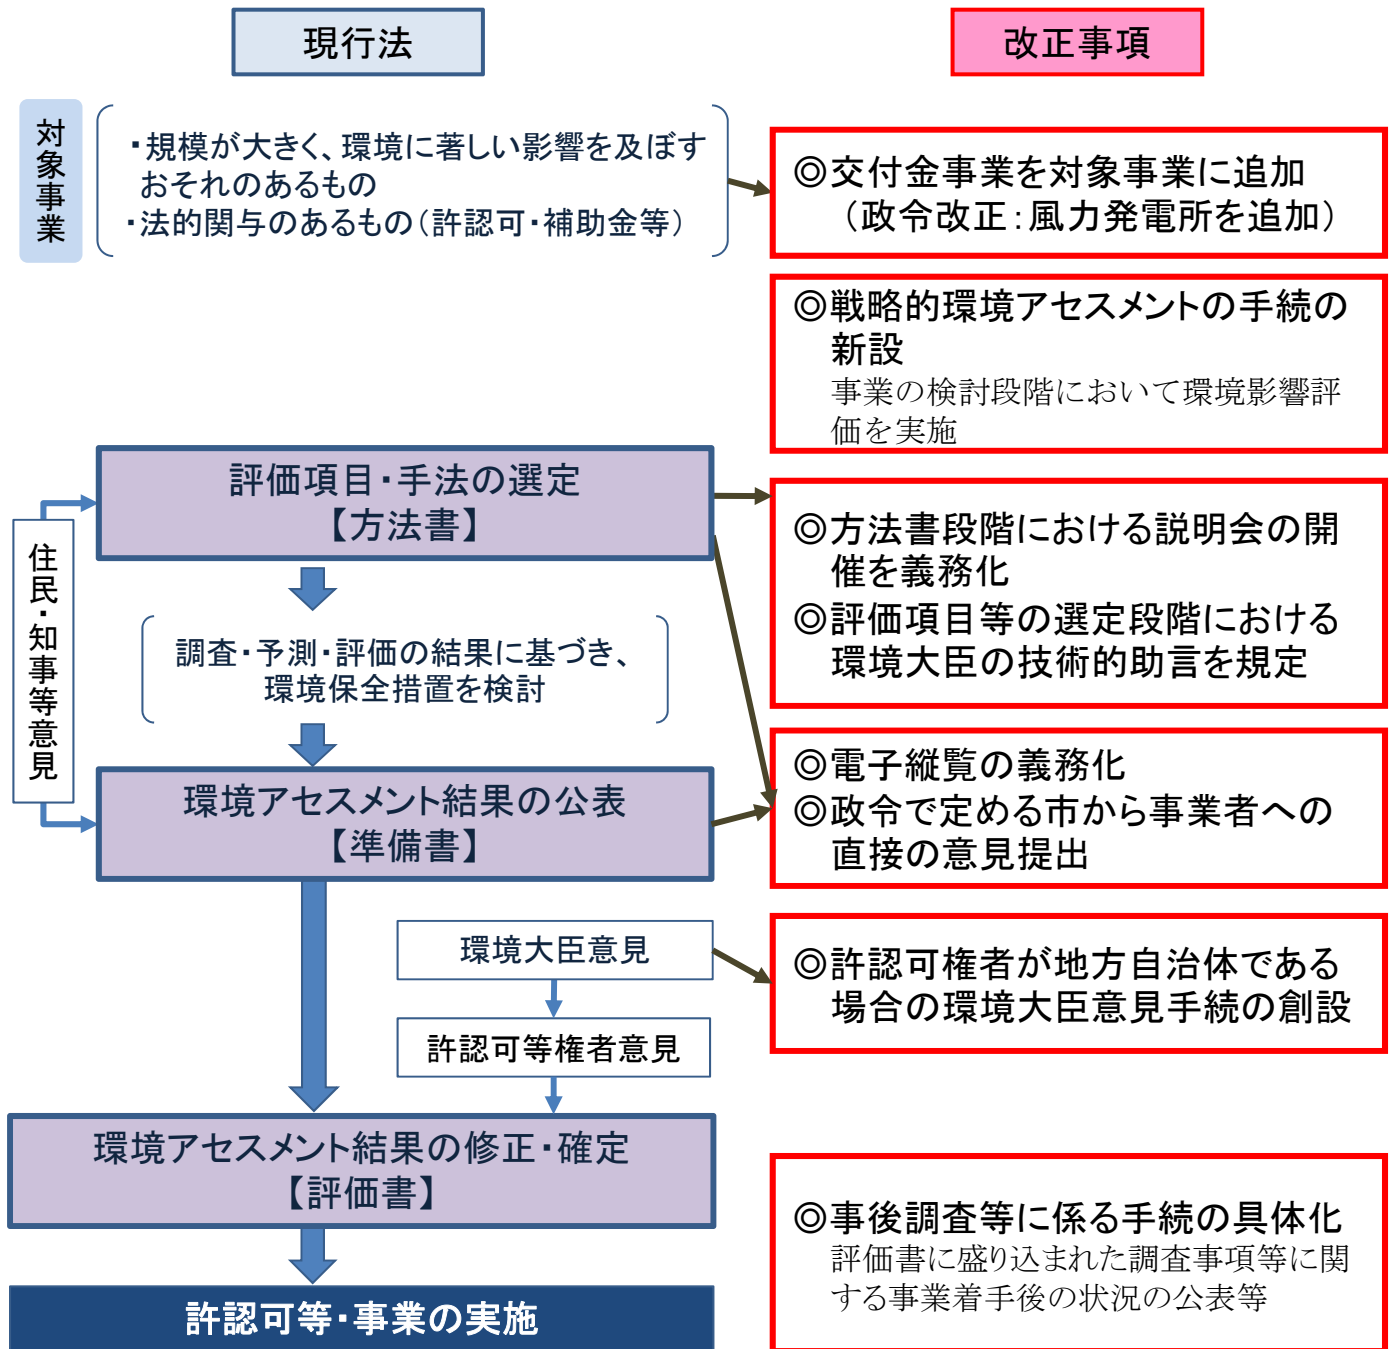 現行法
改正事項
対象事業
・規模が大きく、環境に著しい影響を及ぼす
おそれのあるもの
・法的関与のあるもの(許認可・補助金等)
◎交付金事業を対象事業に追加
(政令改正:風力発電所を追加)
◎戦略的環境アセスメントの手続の
新設
事業の検討段階において環境影響評
価を実施
評価項目・手法の選定
【方法書】
◎方法書段階における説明会の開
催を義務化
◎評価項目等の選定段階における
環境大臣の技術的助言を規定
住民・知事等意見
調査・予測・評価の結果に基づき、
環境保全措置を検討
環境アセスメント結果の公表
【準備書】
◎電子縦覧の義務化
◎政令で定める市から事業者への
直接の意見提出
環境大臣意見
許認可等権者意見
◎許認可権者が地方自治体である
場合の環境大臣意見手続の創設
環境アセスメント結果の修正・確定
【評価書】
◎事後調査等に係る手続の具体化
評価書に盛り込まれた調査事項等に関
する事業着手後の状況の公表等
許認可等・事業の実施